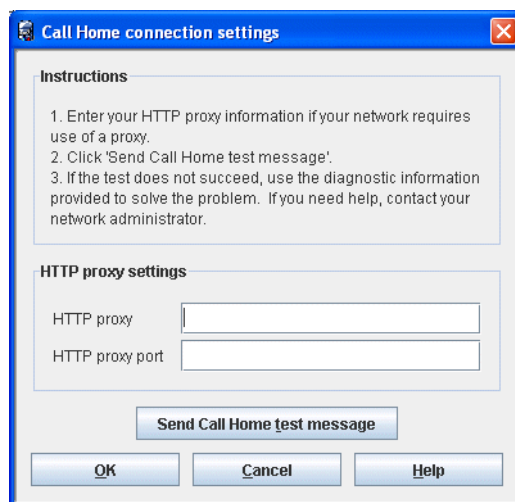 Call Home connection settings
Instructions
1. Enter your HTTP proxy information if your network requires
use of a proxy.
2. Click 'Send Call Home test message'.
3. If the test does not succeed, use the diagnostic information
provided to solve the problem.  If you need help, contact your
network administrator.
HTTP proxy settings
HTTP proxy
HTTP proxy port
Send Call Home test message
OK Cancel Help